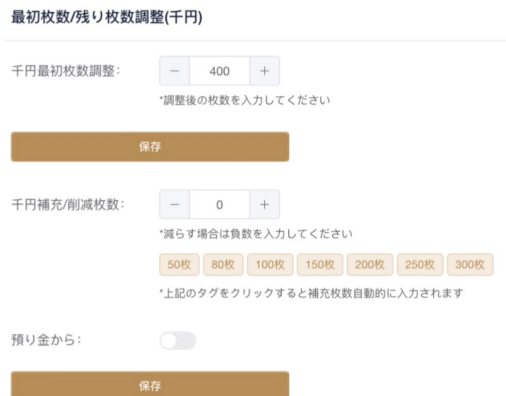 最初枚数/残り枚数調整(千円)
千円最初枚数調整：
− 400 +
*調整後の枚数を入力してください
保存
千円補充/削减枚数：
− 0 +
*減らす場合は負数を入力してください
50枚 80枚 100枚 150枚 200枚 250枚 300枚
*上記のタグをクリックすると補充枚数自動的に入力されます
預り金から：
保存